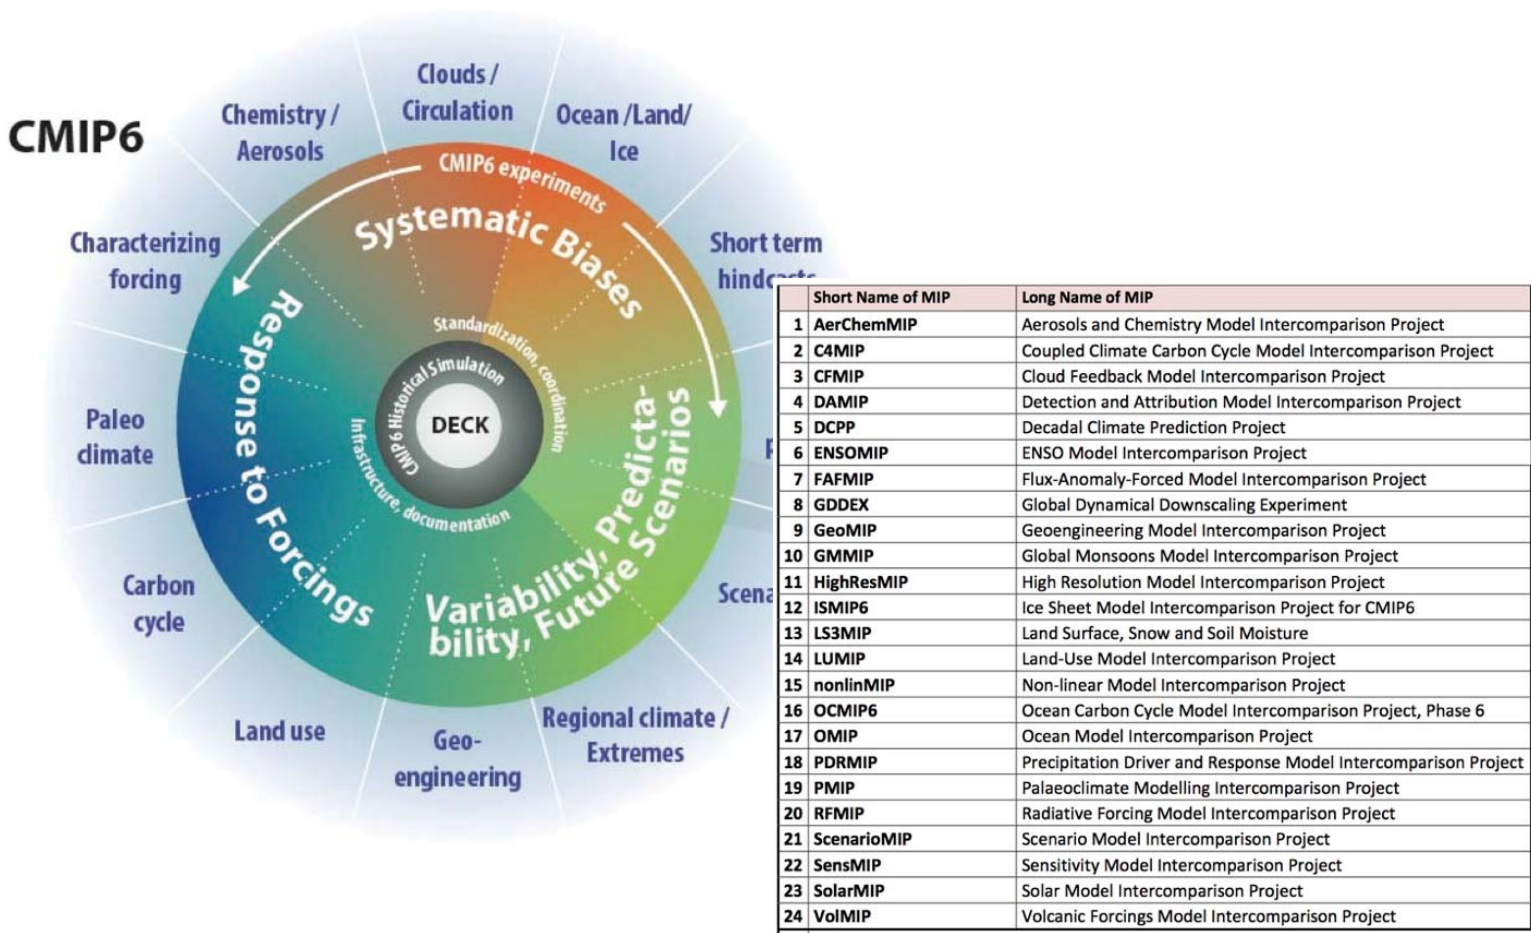 CMIP6
Clouds /
Circulation
Chemistry /
Aerosols
Ocean /Land/
Ice
Characterizing
forcing
Short term
Paleo
climate
Carbon
cycle
Land use
Geo-
engineering
Regional climate /
Extremes
CMIP6 experiments
Systematic Biases
Response to Forcings
Variability, Predicta-
bility, Future Scenarios
Standardization, coordination
Infrastructure, documentation
CMIP6 Historical Simulation
DECK
Short Name of MIP Long Name of MIP
1 AerChemMIP Aerosols and Chemistry Model Intercomparison Project
2 C4MIP Coupled Climate Carbon Cycle Model Intercomparison Project
3 CFMIP Cloud Feedback Model Intercomparison Project
4 DAMIP Detection and Attribution Model Intercomparison Project
5 DCPP Decadal Climate Prediction Project
6 ENSOMIP ENSO Model Intercomparison Project
7 FAFMIP Flux-Anomaly-Forced Model Intercomparison Project
8 GDDEX Global Dynamical Downscaling Experiment
9 GeoMIP Geoengineering Model Intercomparison Project
10 GMMIP Global Monsoons Model Intercomparison Project
11 HighResMIP High Resolution Model Intercomparison Project
12 ISMIP6 Ice Sheet Model Intercomparison Project for CMIP6
13 LS3MIP Land Surface, Snow and Soil Moisture
14 LUMIP Land-Use Model Intercomparison Project
15 nonlinMIP Non-linear Model Intercomparison Project
16 OCMIP6 Ocean Carbon Cycle Model Intercomparison Project, Phase 6
17 OMIP Ocean Model Intercomparison Project
18 PDRMIP Precipitation Driver and Response Model Intercomparison Project
19 PMIP Palaeoclimate Modelling Intercomparison Project
20 RFMIP Radiative Forcing Model Intercomparison Project
21 ScenarioMIP Scenario Model Intercomparison Project
22 SensMIP Sensitivity Model Intercomparison Project
23 SolarMIP Solar Model Intercomparison Project
24 VolMIP Volcanic Forcings Model Intercomparison Project